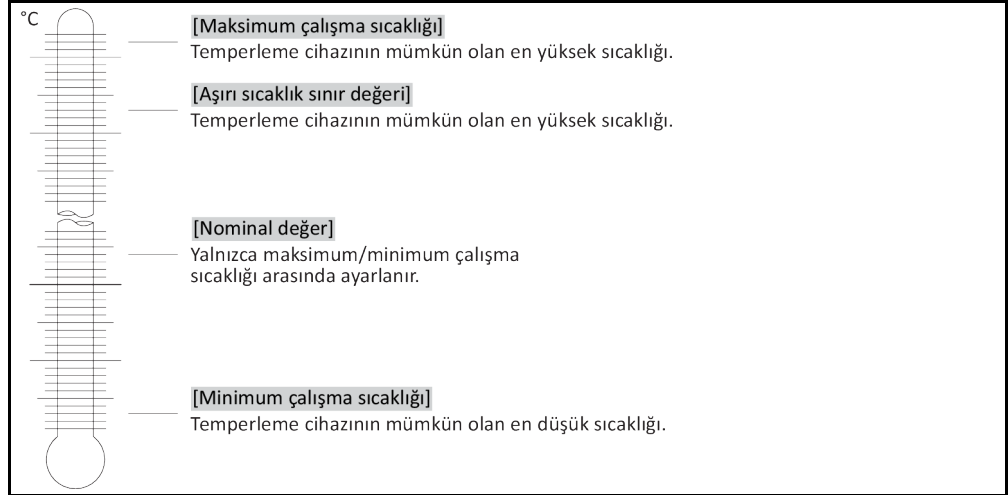 °C
[Maksimum çalışma sıcaklığı]
Temperleme cihazının mümkün olan en yüksek sıcaklığı.
[Aşırı sıcaklık sınır değeri]
Temperleme cihazının mümkün olan en yüksek sıcaklığı.
[Nominal değer]
Yalnızca maksimum/minimum çalışma
sıcaklığı arasında ayarlanır.
[Minimum çalışma sıcaklığı]
Temperleme cihazının mümkün olan en düşük sıcaklığı.